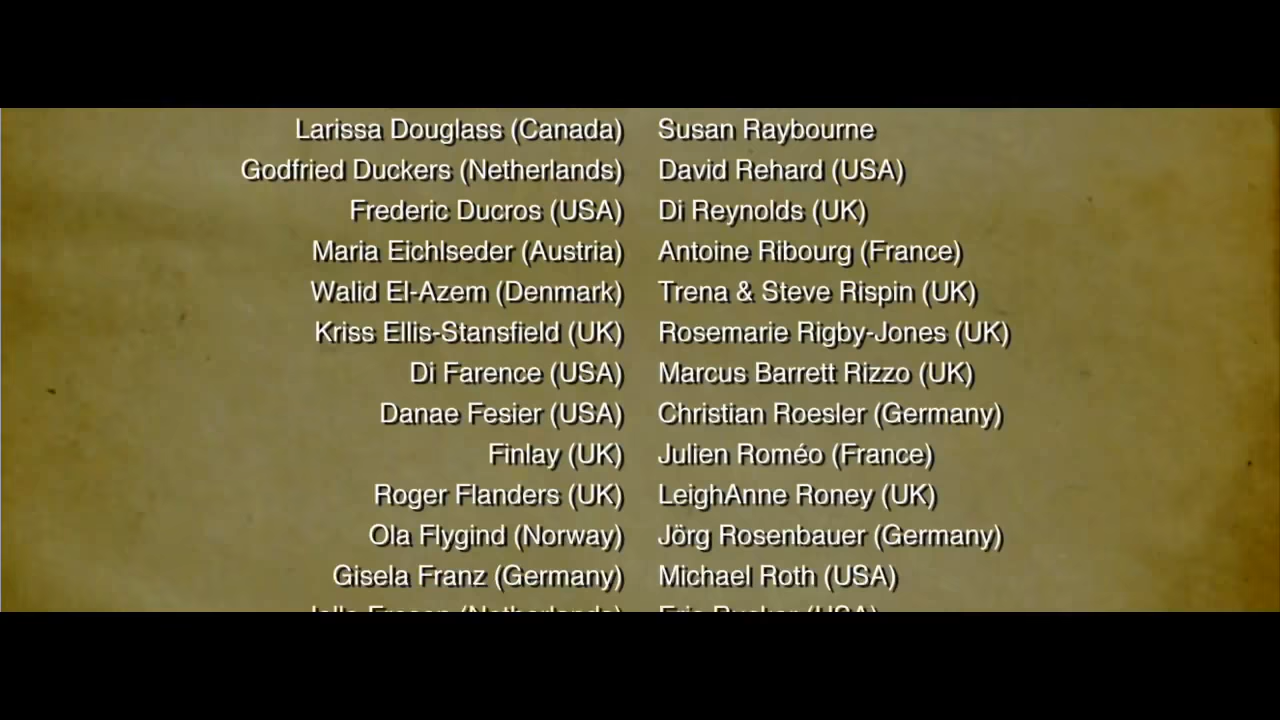 Larissa Douglass (Canada) Susan Raybourne
Godfried Duckers (Netherlands) David Rehard (USA)
Frederic Ducros (USA) Di Reynolds (UK)
Maria Eichlseder (Austria) Antoine Ribourg (France)
Walid El-Azem (Denmark) Trena & Steve Rispin (UK)
Kriss Ellis-Stansfield (UK) Rosemarie Rigby-Jones (UK)
Di Farence (USA) Marcus Barrett Rizzo (UK)
Danae Fesier (USA) Christian Roesler (Germany)
Finlay (UK) Julien Roméo (France)
Roger Flanders (UK) LeighAnne Roney (UK)
Ola Flygind (Norway) Jörg Rosenbauer (Germany)
Gisela Franz (Germany) Michael Roth (USA)
(Netherlands) (USA)